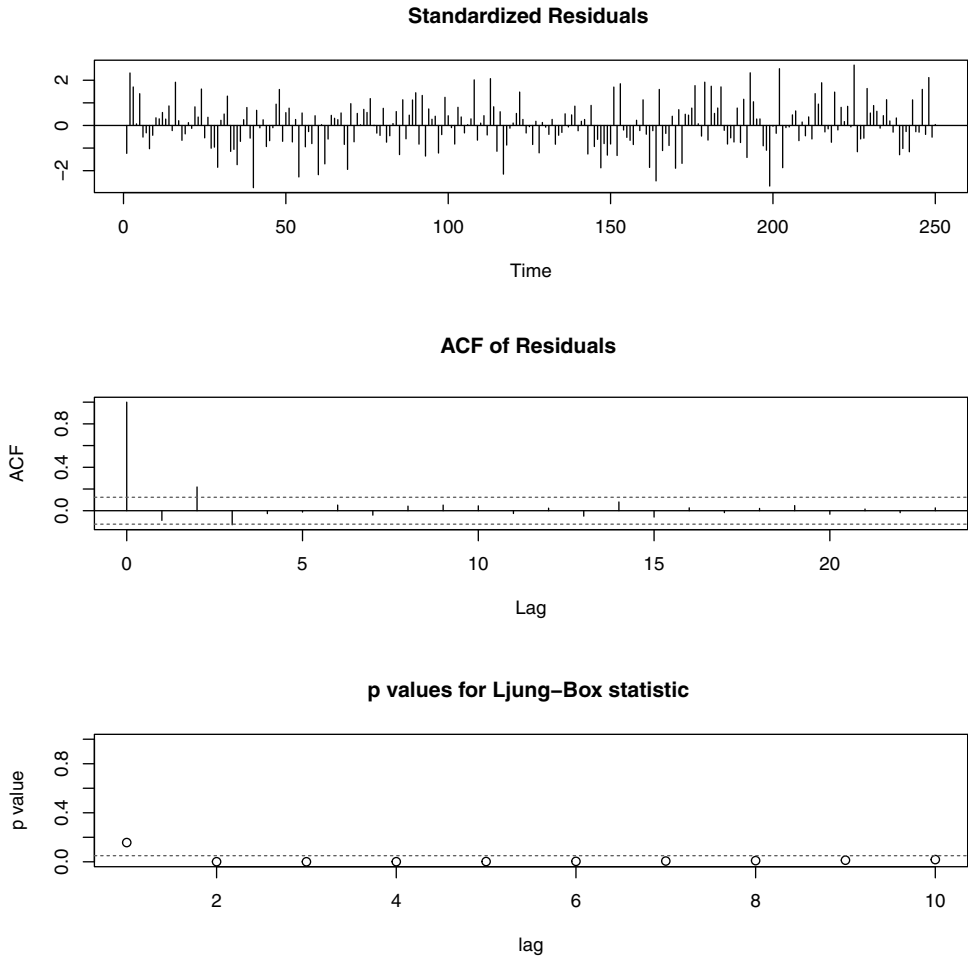 Standardized Residuals
2
0
−2
0 50 100 150 200 250
Time
ACF of Residuals
ACF
0.8
0.4
0.0
0 5 10 15 20
Lag
p values for Ljung−Box statistic
p value
0.8
0.4
0.0
2 4 6 8 10
lag